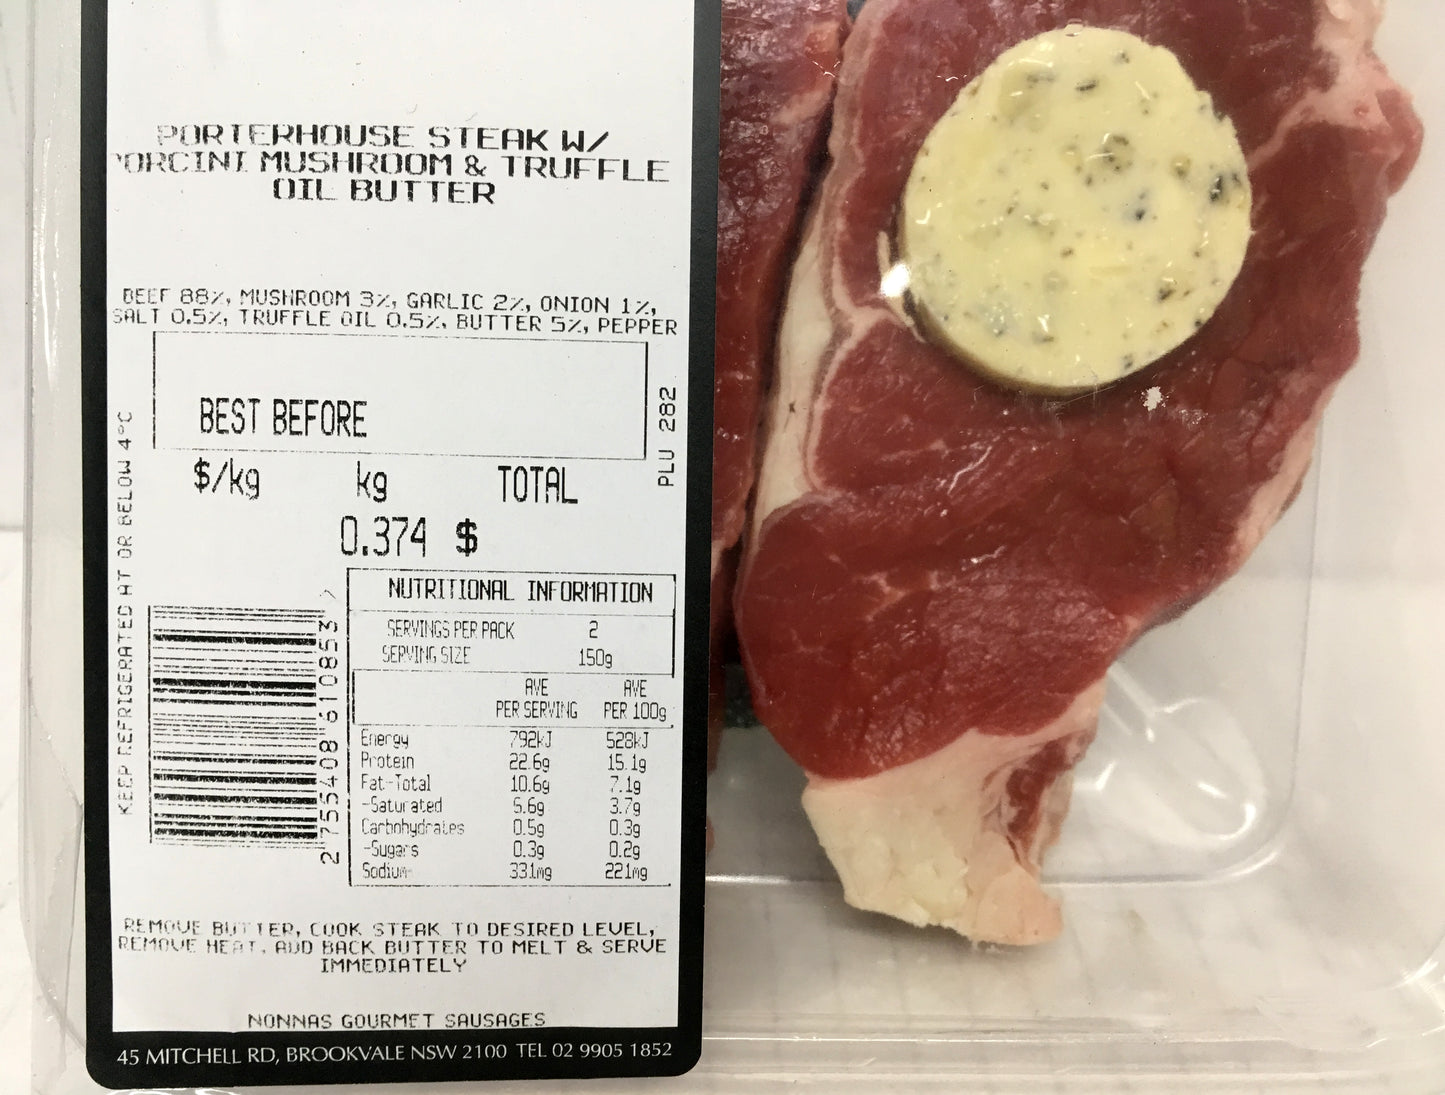 PORTERHOUSE STEAK W/
PORCINI MUSHROOM & TRUFFLE
OIL BUTTER
BEEF 88%, MUSHROOM 3%, GARLIC 2%, ONION 1%,
SALT 0.5%, TRUFFLE OIL 0.5%, BUTTER 5%, PEPPER
BEST BEFORE
PLU 282
KEEP REFRIGERATED AT OR BELOW 4°C
$/kg kg TOTAL
0.374 $
2 755408 610853
NUTRITIONAL INFORMATION
SERVINGS PER PACK 2
SERVING SIZE 150g
AVE AVE
PER SERVING PER 100g
Energy 792kJ 528kJ
Protein 22.6g 15.1g
Fat-Total 10.6g 7.1g
-Saturated 5.6g 3.7g
Carbohydrates 0.5g 0.3g
-Sugars 0.3g 0.2g
Sodium 331mg 221mg
REMOVE BUTTER, COOK STEAK TO DESIRED LEVEL,
REMOVE HEAT, ADD BACK BUTTER TO MELT & SERVE
IMMEDIATELY
NONNAS GOURMET SAUSAGES
45 MITCHELL RD, BROOKVALE NSW 2100 TEL 02 9905 1852